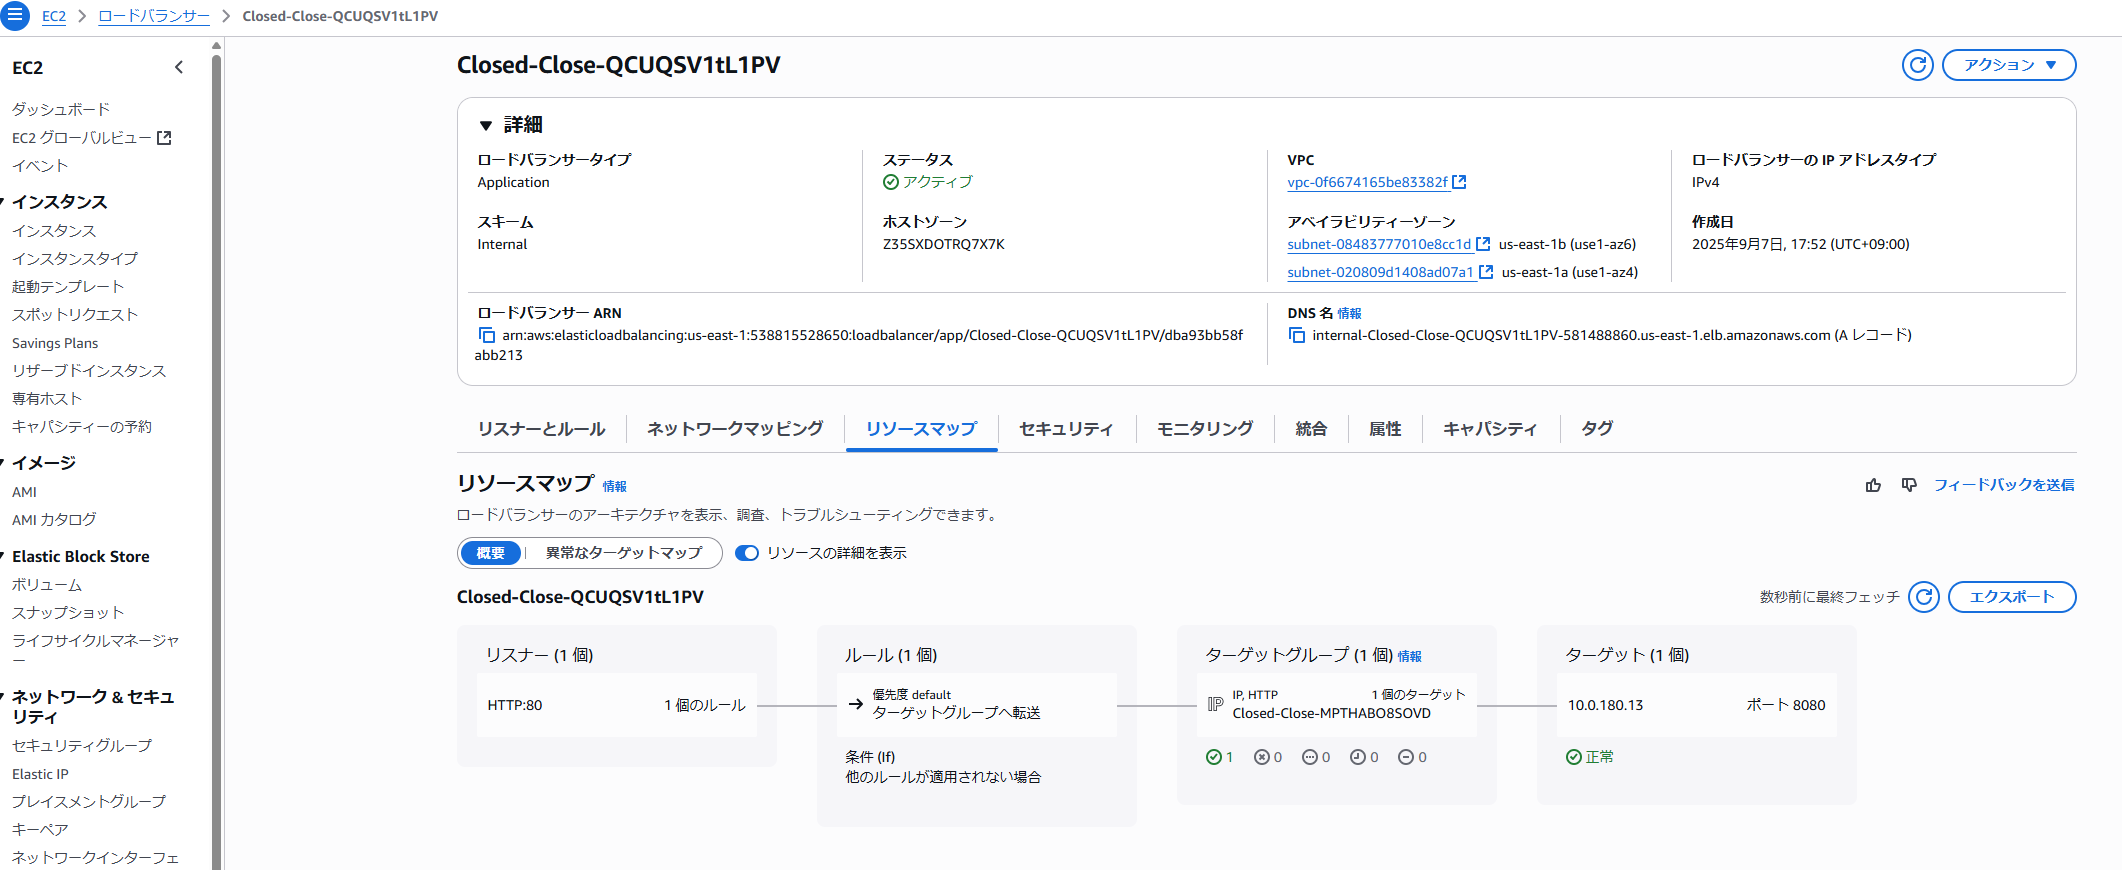 EC2 > ロードバランサー > Closed-Close-QCUQSV1tL1PV
EC2
ダッシュボード
EC2 グローバルビュー
イベント
インスタンス
インスタンス
インスタンスタイプ
起動テンプレート
スポットリクエスト
Savings Plans
リザーブドインスタンス
専有ホスト
キャパシティーの予約
イメージ
AMI
AMI カタログ
Elastic Block Store
ボリューム
スナップショット
ライフサイクルマネージャ
ー
ネットワーク & セキュ
リティ
セキュリティグループ
Elastic IP
プレイスメントグループ
キーペア
ネットワークインターフェ
Closed-Close-QCUQSV1tL1PV
アクション
詳細
ロードバランサータイプ
Application
ステータス
アクティブ
VPC
vpc-0f6674165be83382f
ロードバランサーの IP アドレスタイプ
IPv4
スキーム
Internal
ホストゾーン
Z35SXDOTRQ7X7K
アベイラビリティーゾーン
subnet-08483777010e8cc1d us-east-1b (use1-az6)
subnet-020809d1408ad07a1 us-east-1a (use1-az4)
作成日
2025年9月7日, 17:52 (UTC+09:00)
ロードバランサー ARN
arn:aws:elasticloadbalancing:us-east-1:538815528650:loadbalancer/app/Closed-Close-QCUQSV1tL1PV/dba93bb58f
abb213
DNS 名 情報
internal-Closed-Close-QCUQSV1tL1PV-581488860.us-east-1.elb.amazonaws.com (A レコード)
リスナーとルール ネットワークマッピング リソースマップ セキュリティ モニタリング 統合 属性 キャパシティ タグ
リソースマップ 情報
フィードバックを送信
ロードバランサーのアーキテクチャを表示、調査、トラブルシューティングできます。
概要 異常なターゲットマップ リソースの詳細を表示
Closed-Close-QCUQSV1tL1PV
数秒前に最終フェッチ エクスポート
リスナー (1 個)
HTTP:80 1 個のルール
ルール (1 個)
優先度 default
ターゲットグループへ転送
条件 (If)
他のルールが適用されない場合
ターゲットグループ (1 個) 情報
IP IP, HTTP 1 個のターゲット
Closed-Close-MPTHABO8SOVD
1 0 0 0 0
ターゲット (1 個)
10.0.180.13 ポート 8080
正常